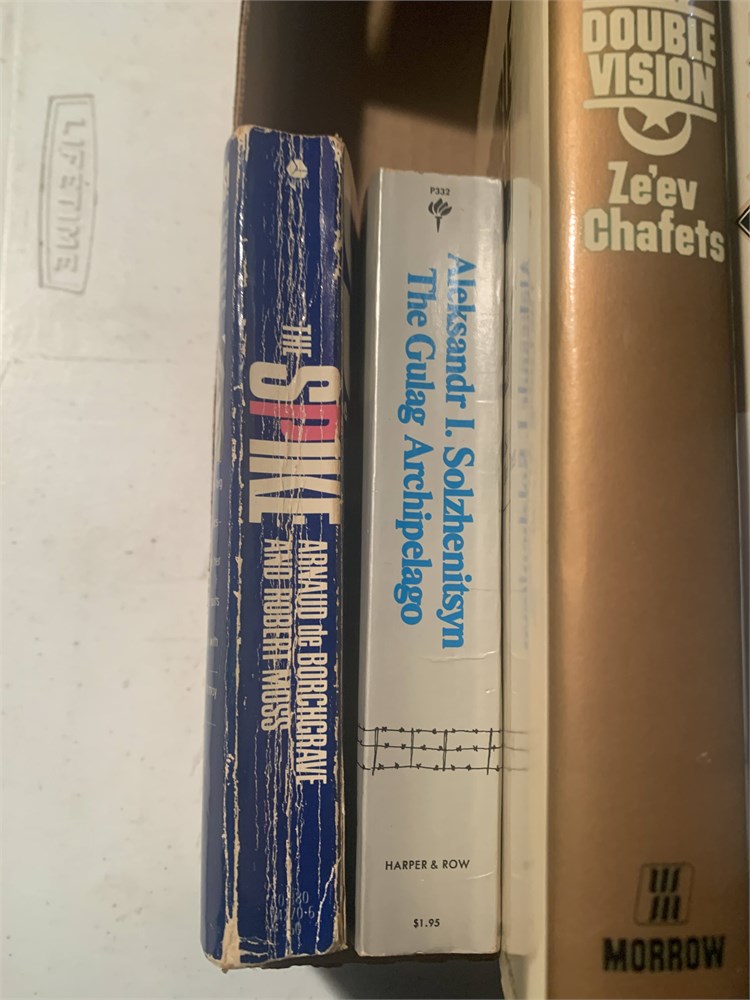 LIFETIME
THE
SPIKE
ARNAUD de BORCHGRAVE
AND ROBERT MOSS
P332
Aleksandr I. Solzhenitsyn
The Gulag Archipelago
HARPER & ROW
$1.95
DOUBLE
VISION
Ze'ev
Chafets
MORROW